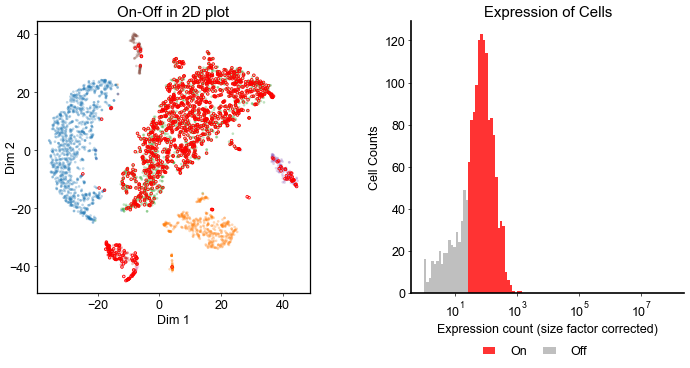 On-Off in 2D plot
Dim 2
40
20
0
−20
−40
−20 0 20 40
Dim 1
Expression of Cells
Cell Counts
120
100
80
60
40
20
0
10^1 10^3 10^5 10^7
Expression count (size factor corrected)
On Off